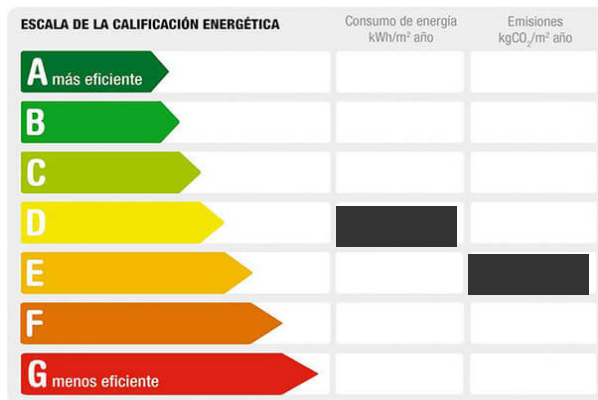 ESCALA DE LA CALIFICACIÓN ENERGÉTICA
Consumo de energía
kWh/m² año
Emisiones
kgCO₂/m² año
A más eficiente
B
C
D
E
F
G menos eficiente